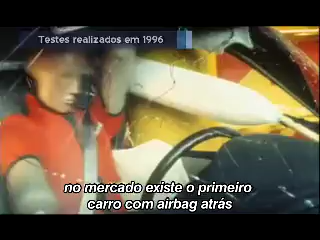 Testes realizados em 1996
no mercado existe o primeiro
carro com airbag atrás